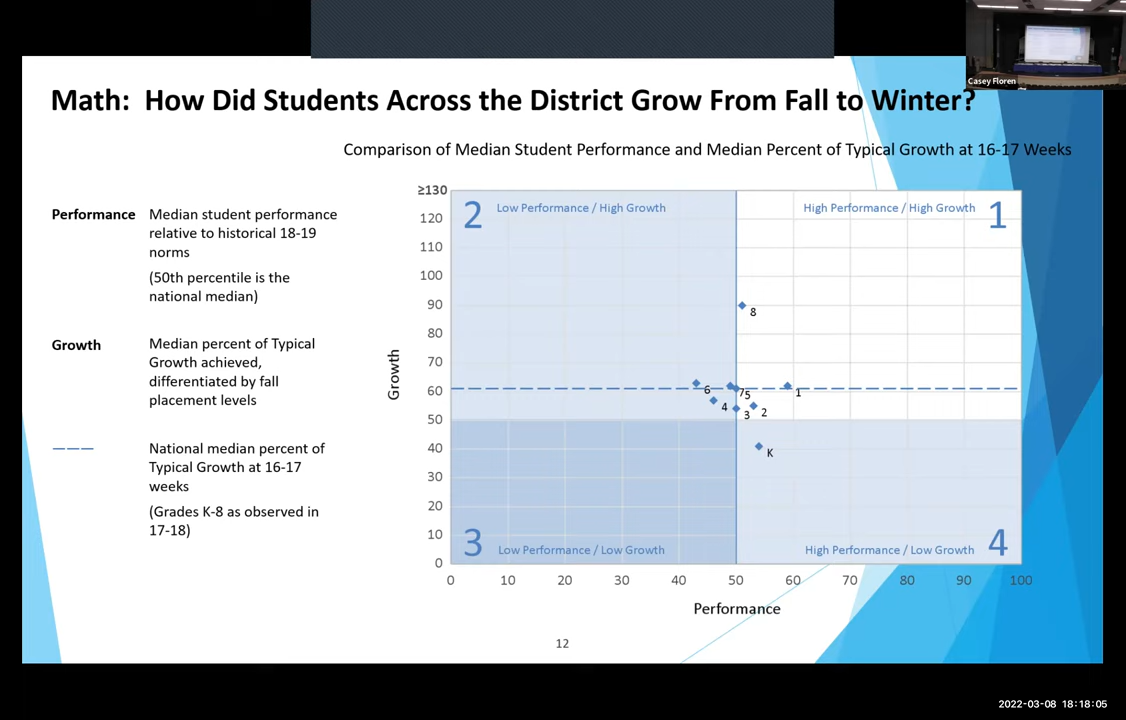 Casey Floren
Math: How Did Students Across the District Grow From Fall to Winter?
Comparison of Median Student Performance and Median Percent of Typical Growth at 16-17 Weeks
Performance Median student performance
relative to historical 18-19
norms
(50th percentile is the
national median)
Growth Median percent of Typical
Growth achieved,
differentiated by fall
placement levels
National median percent of
Typical Growth at 16-17
weeks
(Grades K-8 as observed in
17-18)
Growth
≥130
120
110
100
90
80
70
60
50
40
30
20
10
0
2 Low Performance / High Growth
High Performance / High Growth 1
8
6
7 5
1
4
3
2
K
3 Low Performance / Low Growth
High Performance / Low Growth 4
0 10 20 30 40 50 60 70 80 90 100
Performance
12
2022-03-08 18:18:05